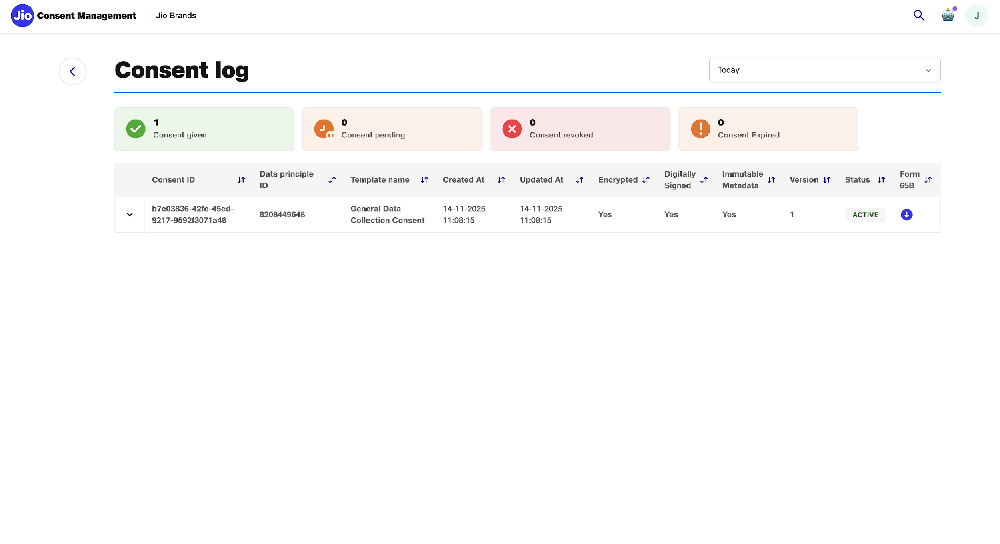 Jio Consent Management Jio Brands J
Consent log
Today
1
Consent given
0
Consent pending
0
Consent revoked
0
Consent Expired
Consent ID
Data principle
ID
Template name
Created At
Updated At
Encrypted
Digitally
Signed
Immutable
Metadata
Version
Status
Form
65B
b7e03836-42fe-45ed-
9217-9592f3071a46
8208449648
General Data
Collection Consent
14-11-2025
11:08:15
14-11-2025
11:08:15
Yes
Yes
Yes
1
ACTIVE